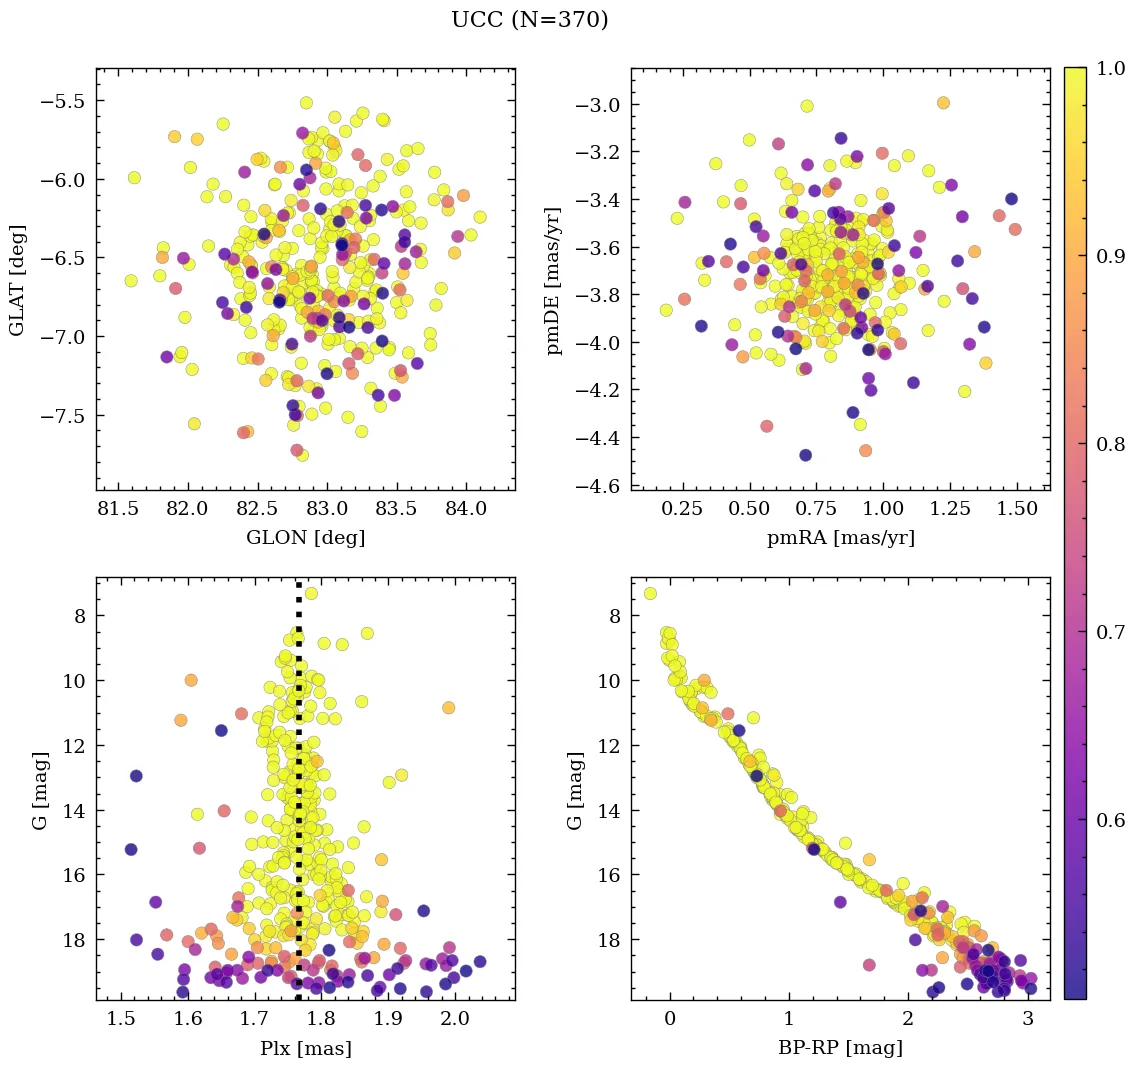 UCC (N=370)
−5.5
−6.0
−6.5
−7.0
−7.5
GLAT [deg]
81.5 82.0 82.5 83.0 83.5 84.0
GLON [deg]
−3.0
−3.2
−3.4
−3.6
−3.8
−4.0
−4.2
−4.4
−4.6
pmDE [mas/yr]
0.25 0.50 0.75 1.00 1.25 1.50
pmRA [mas/yr]
1.0
0.9
0.8
0.7
0.6
8
10
12
14
16
18
G [mag]
1.5 1.6 1.7 1.8 1.9 2.0
Plx [mas]
8
10
12
14
16
18
G [mag]
0 1 2 3
BP-RP [mag]